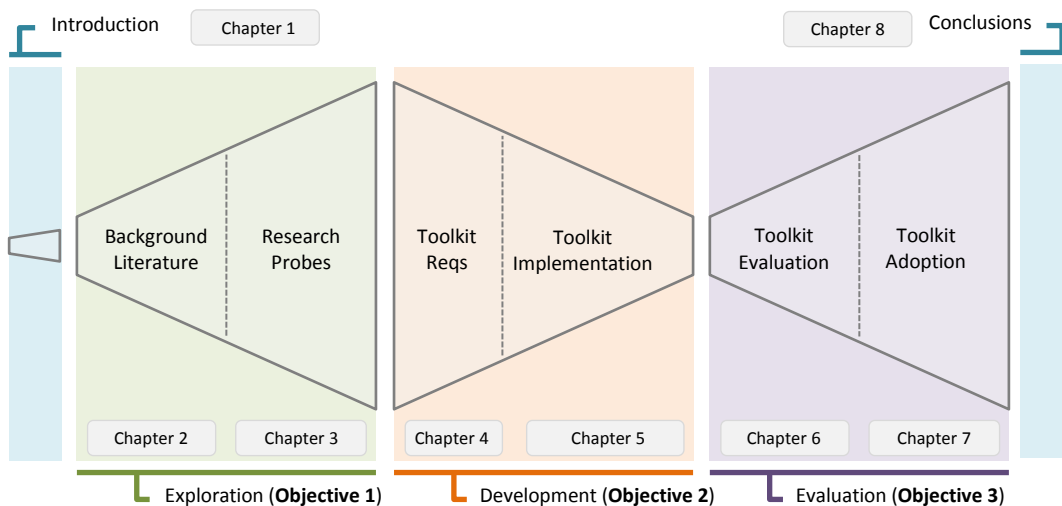 Introduction
Chapter 1
Chapter 8
Conclusions
Background
Literature
Research
Probes
Toolkit
Reqs
Toolkit
Implementation
Toolkit
Evaluation
Toolkit
Adoption
Chapter 2
Chapter 3
Chapter 4
Chapter 5
Chapter 6
Chapter 7
Exploration (Objective 1)
Development (Objective 2)
Evaluation (Objective 3)